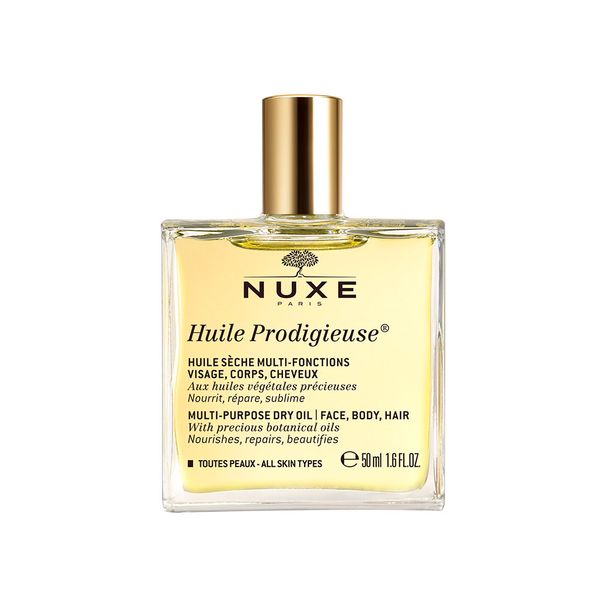 NUXE
PARIS
Huile Prodigieuse®
HUILE SÈCHE MULTI-FONCTIONS
VISAGE, CORPS, CHEVEUX
Aux huiles végétales précieuses
Nourrit, répare, sublime
MULTI-PURPOSE DRY OIL | FACE, BODY, HAIR
With precious botanical oils
Nourishes, repairs, beautifies
■ TOUTES PEAUX - ALL SKIN TYPES
℮ 50 ml 1.6 FL.OZ.